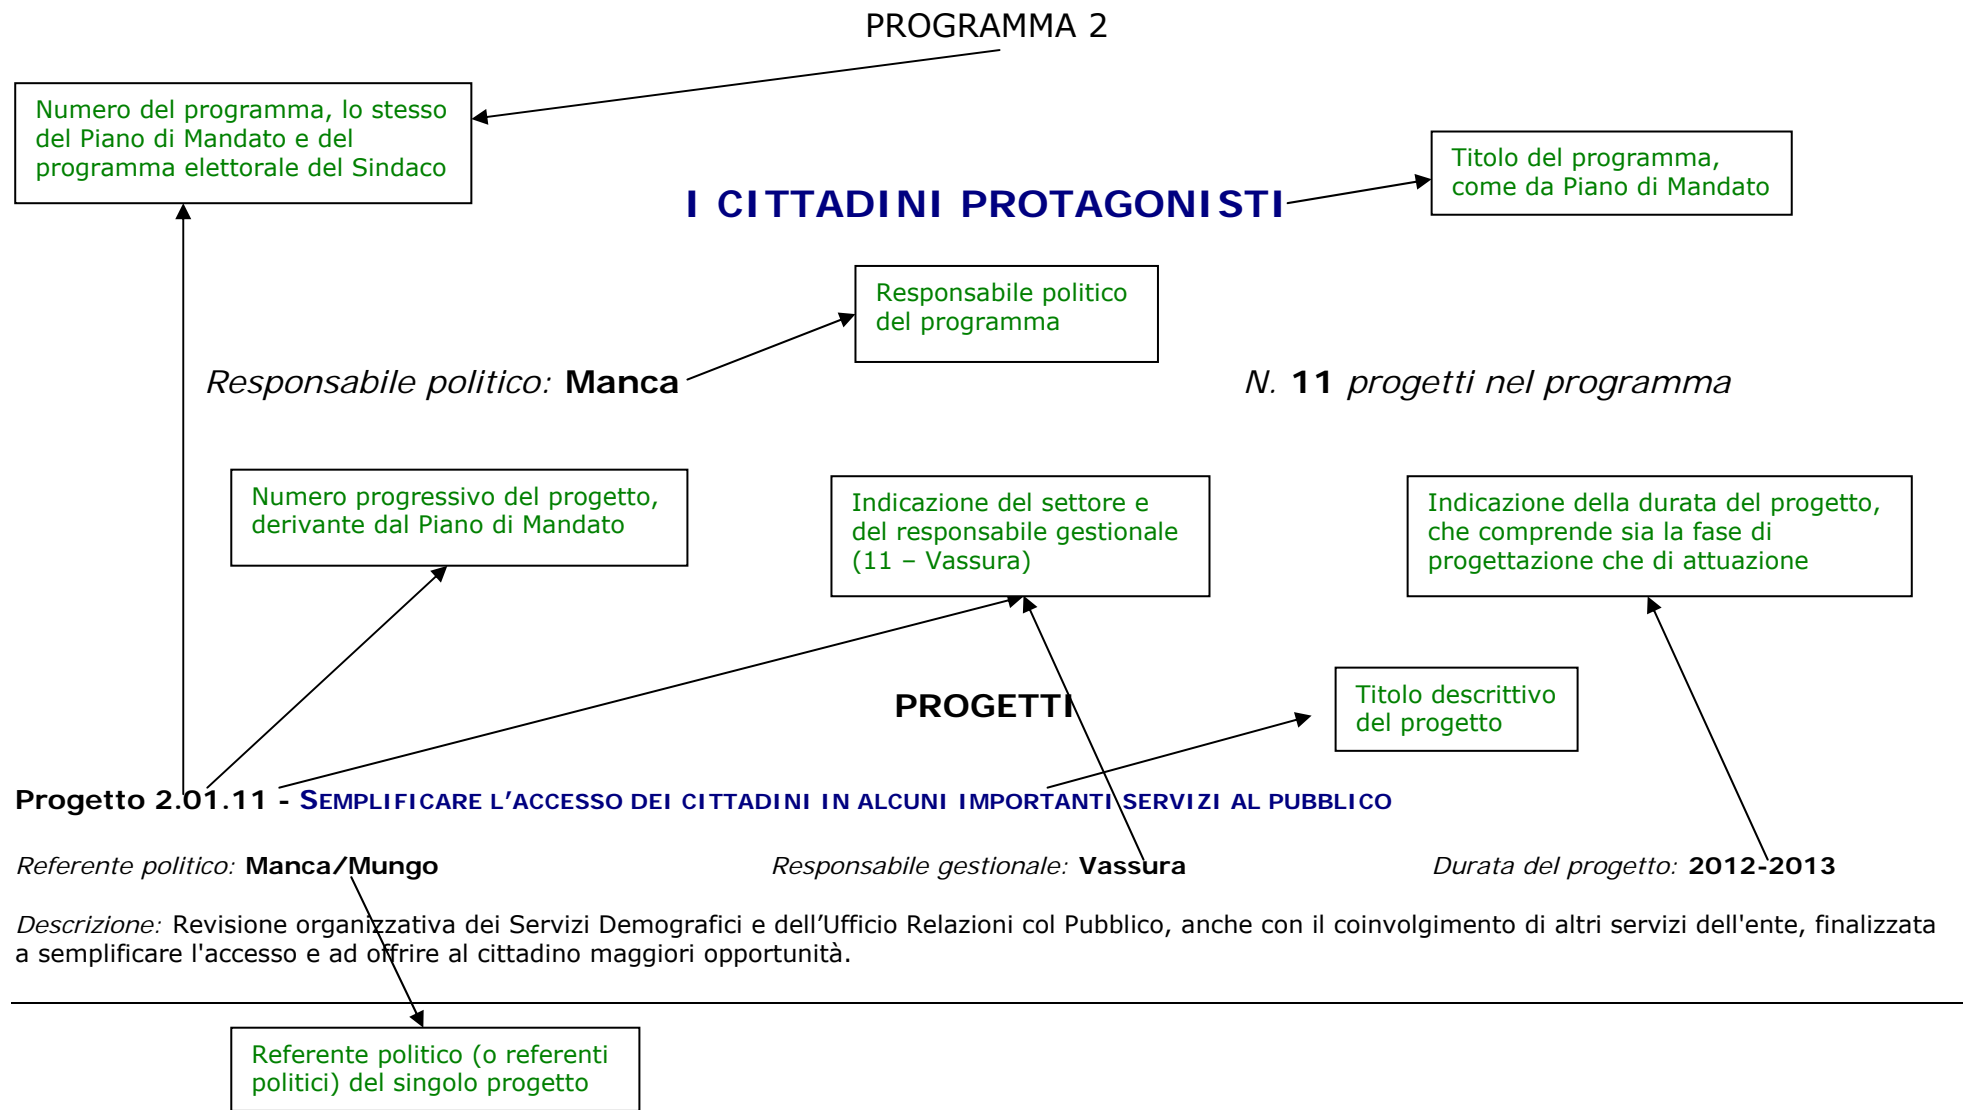 PROGRAMMA 2
Numero del programma, lo stesso
del Piano di Mandato e del
programma elettorale del Sindaco
Titolo del programma,
come da Piano di Mandato
I CITTADINI PROTAGONISTI
Responsabile politico
del programma
Responsabile politico: Manca
N. 11 progetti nel programma
Numero progressivo del progetto,
derivante dal Piano di Mandato
Indicazione del settore e
del responsabile gestionale
(11 – Vassura)
Indicazione della durata del progetto,
che comprende sia la fase di
progettazione che di attuazione
PROGETTI
Titolo descrittivo
del progetto
Progetto 2.01.11 - SEMPLIFICARE L’ACCESSO DEI CITTADINI IN ALCUNI IMPORTANTI SERVIZI AL PUBBLICO
Referente politico: Manca/Mungo
Responsabile gestionale: Vassura
Durata del progetto: 2012-2013
Descrizione: Revisione organizzativa dei Servizi Demografici e dell’Ufficio Relazioni col Pubblico, anche con il coinvolgimento di altri servizi dell'ente, finalizzata
a semplificare l'accesso e ad offrire al cittadino maggiori opportunità.
Referente politico (o referenti
politici) del singolo progetto